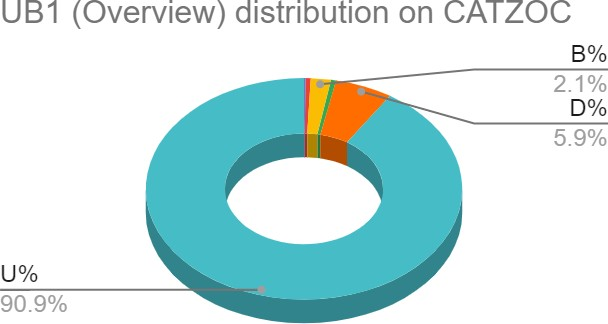 UB1 (Overview) distribution on CATZOC
B%
2.1%
D%
5.9%
U%
90.9%